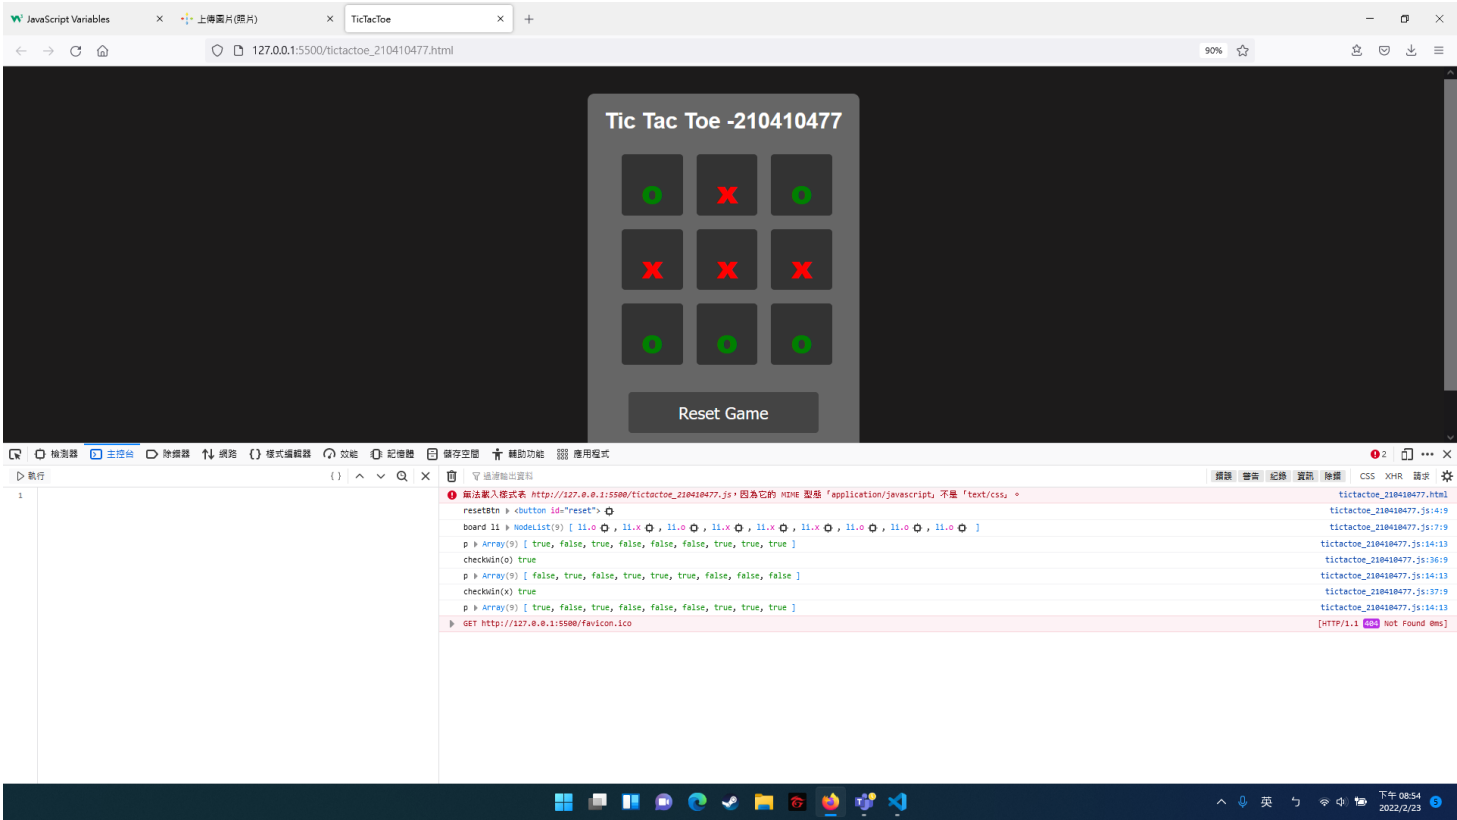 JavaScript Variables
上傳圖片(照片)
TicTacToe
127.0.0.1:5500/tictactoe_210410477.html
90%
Tic Tac Toe -210410477
o x o
x x x
o o o
Reset Game
檢測器 主控台 除錯器 網路 樣式編輯器 效能 記憶體 儲存空間 輔助功能 應用程式 2
執行
過濾輸出資料
錯誤 警告 記錄 資訊 除錯 CSS XHR 請求
1
無法載入樣式表 http://127.0.0.1:5500/tictactoe_210410477.js，因為它的 MIME 型態「application/javascript」不是「text/css」。 tictactoe_210410477.html
resetBtn <button id="reset"> tictactoe_210410477.js:4:9
board li NodeList(9) [ li.o , li.x , li.o , li.x , li.x , li.x , li.o , li.o , li.o ] tictactoe_210410477.js:7:9
p Array(9) [ true, false, true, false, false, false, true, true, true ] tictactoe_210410477.js:14:13
checkWin(o) true tictactoe_210410477.js:36:9
p Array(9) [ false, true, false, true, true, true, false, false, false ] tictactoe_210410477.js:14:13
checkWin(x) true tictactoe_210410477.js:37:9
p Array(9) [ true, false, true, false, false, false, true, true, true ] tictactoe_210410477.js:14:13
GET http://127.0.0.1:5500/favicon.ico [HTTP/1.1 404 Not Found 0ms]
英 ㄅ
下午 08:54
2022/2/23
5